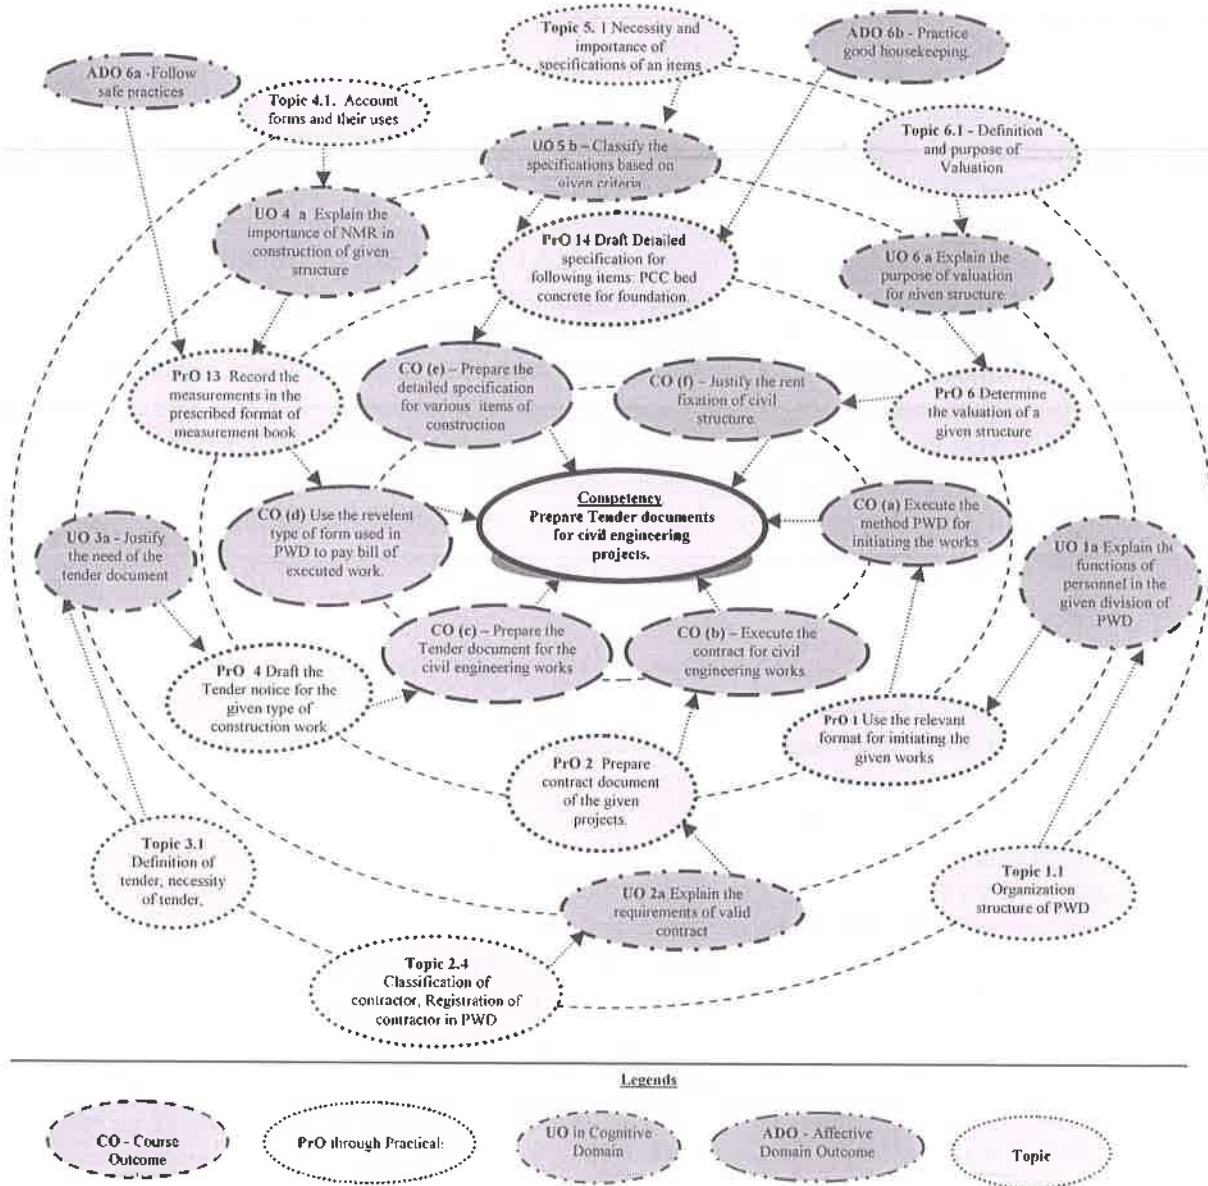 Topic 5. 1 Necessity and
importance of
specifications of an items
ADO 6b - Practice
good housekeeping.
ADO 6a -Follow
safe practices
Topic 4.1. Account
forms and their uses
Topic 6.1 - Definition
and purpose of
Valuation
UO 5 b – Classify the
specifications based on
given criteria
UO 4 a Explain the
importance of NMR in
construction of given
structure
PrO 14 Draft Detailed
specification for
following items: PCC bed
concrete for foundation.
UO 6 a Explain the
purpose of valuation
for given structure.
PrO 13 Record the
measurements in the
prescribed format of
measurement book
CO (e) – Prepare the
detailed specification
for various items of
construction
CO (f) – Justify the rent
fixation of civil
structure.
PrO 6 Determine
the valuation of a
given structure
Competency
Prepare Tender documents
for civil engineering
projects.
CO (d) Use the revelent
type of form used in
PWD to pay bill of
executed work.
CO (a) Execute the
method PWD for
initiating the works
UO 3a - Justify
the need of the
tender document
UO 1a Explain the
functions of
personnel in the
given division of
PWD
CO (c) – Prepare the
Tender document for the
civil engineering works
CO (b) – Execute the
contract for civil
engineering works
PrO 4 Draft the
Tender notice for the
given type of
construction work
PrO 1 Use the relevant
format for initiating the
given works
PrO 2 Prepare
contract document
of the given
projects.
Topic 3.1
Definition of
tender, necessity
of tender,
Topic 1.1
Organization
structure of PWD
UO 2a Explain the
requirements of valid
contract
Topic 2.4
Classification of
contractor, Registration of
contractor in PWD
Legends
CO - Course
Outcome
PrO through Practical:
UO in Cognitive
Domain
ADO - Affective
Domain Outcome
Topic